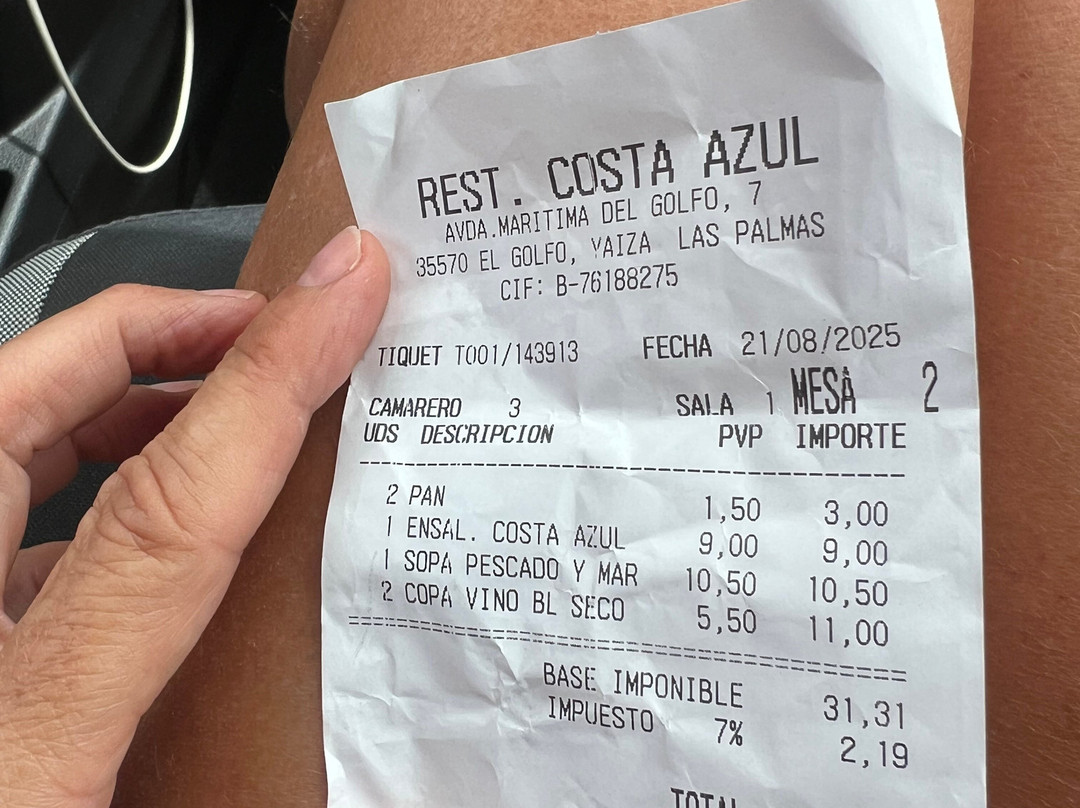 REST. COSTA AZUL
AVDA.MARITIMA DEL GOLFO, 7
35570 EL GOLFO, YAIZA LAS PALMAS
CIF: B-76188275
TIQUET T001/143913 FECHA 21/08/2025
CAMARERO 3 SALA 1 MESA 2
UDS DESCRIPCION PVP IMPORTE
2 PAN 1,50 3,00
1 ENSAL. COSTA AZUL 9,00 9,00
1 SOPA PESCADO Y MAR 10,50 10,50
2 COPA VINO BL SECO 5,50 11,00
BASE IMPONIBLE 31,31
IMPUESTO 7% 2,19
TOTAL